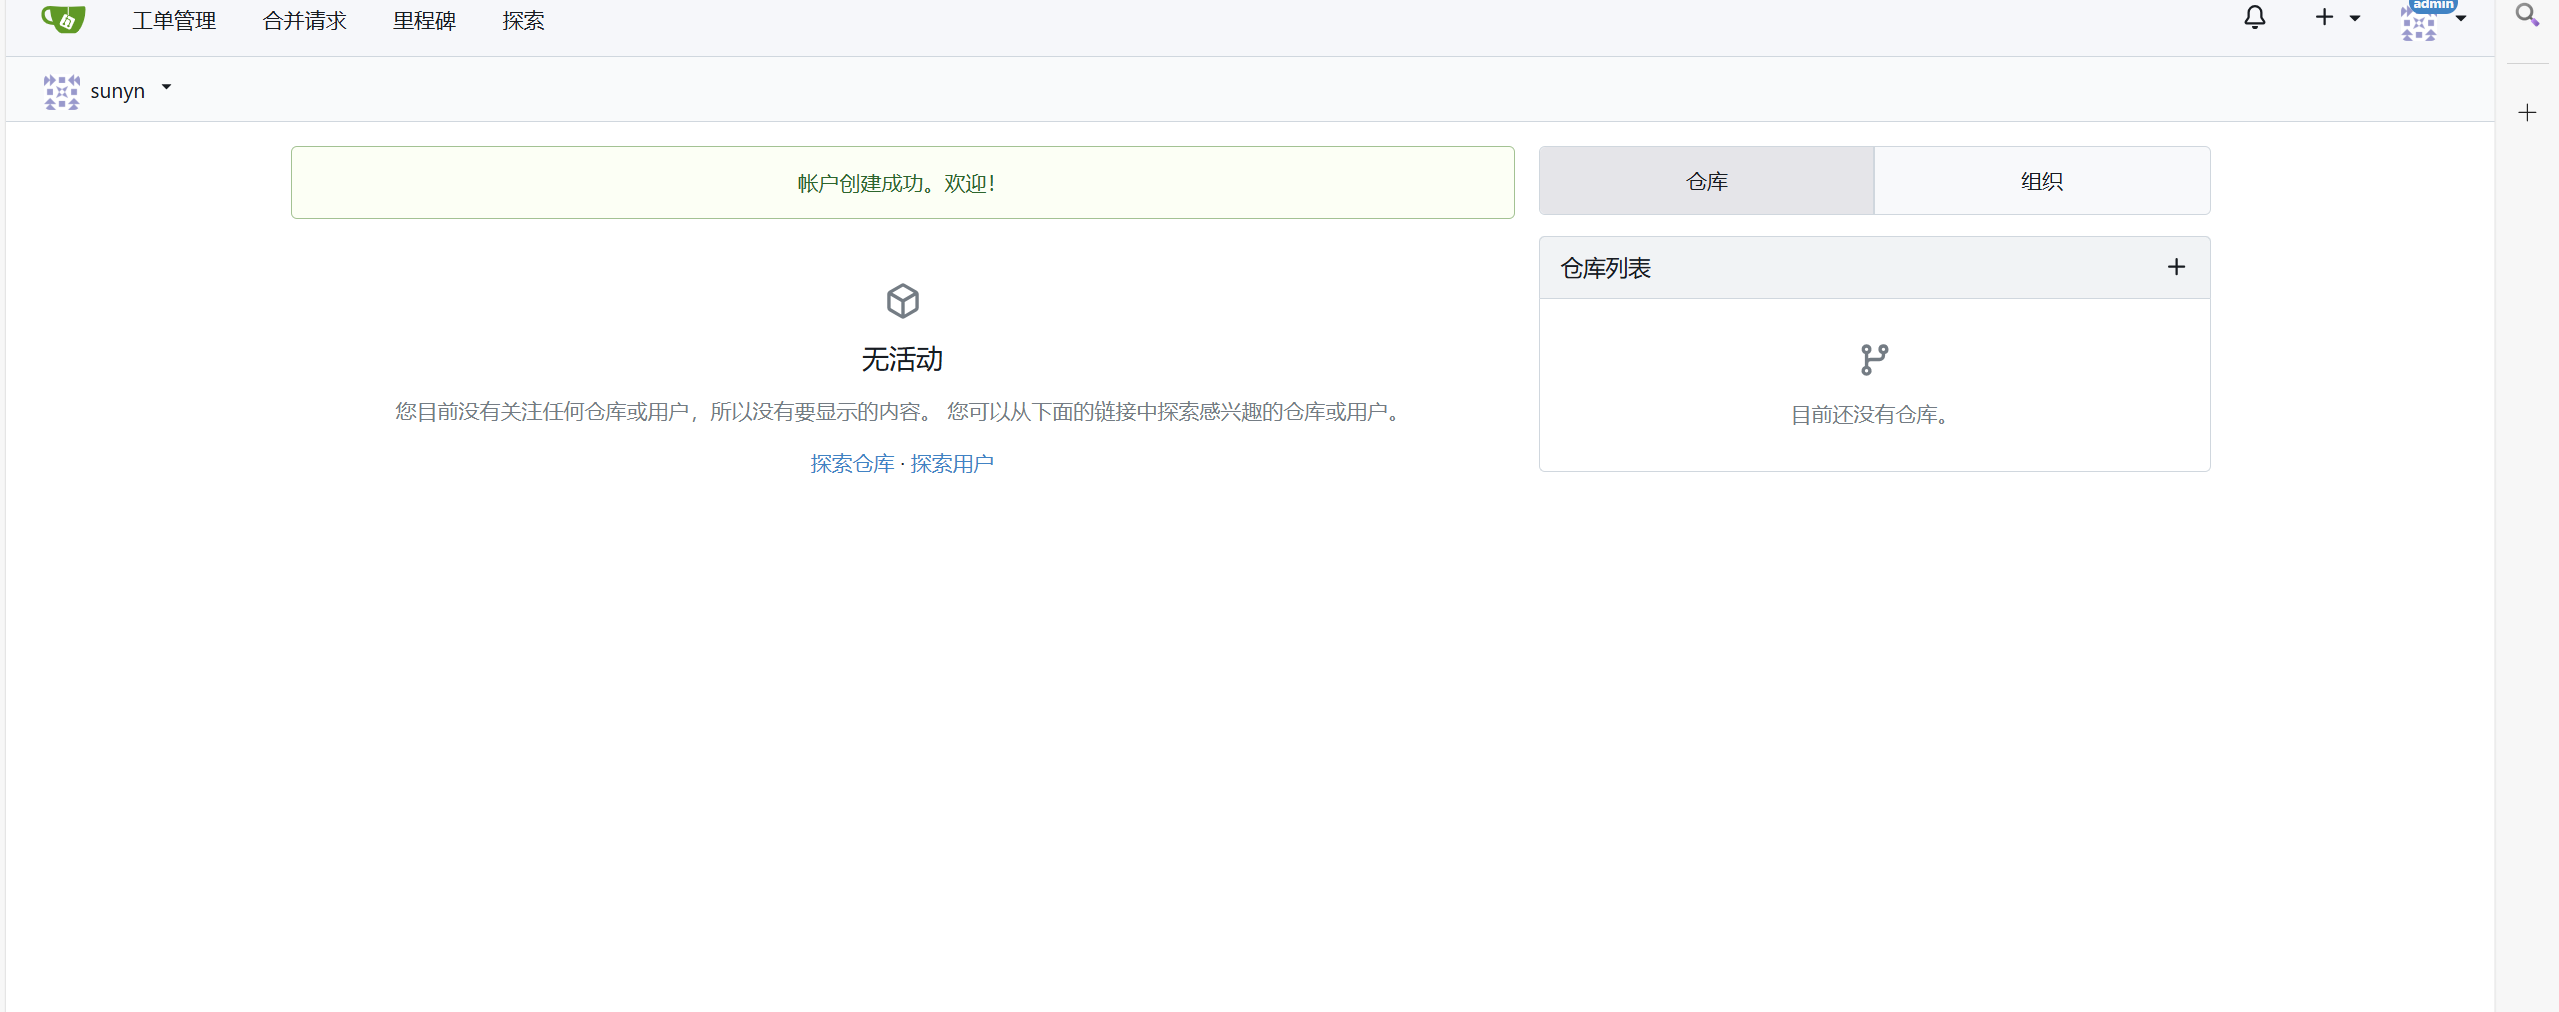 工单管理 合并请求 里程碑 探索 admin
sunyn
帐户创建成功。欢迎!
仓库 组织
仓库列表
无活动
您目前没有关注任何仓库或用户，所以没有要显示的内容。 您可以从下面的链接中探索感兴趣的仓库或用户。
目前还没有仓库。
探索仓库 · 探索用户